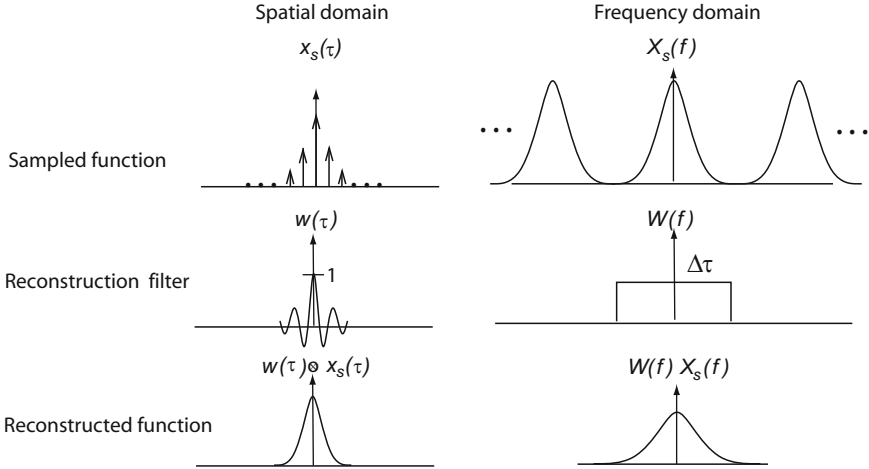 Spatial domain Frequency domain
x_s(τ) X_s(f)
Sampled function
w(τ) W(f)
1 Δτ
Reconstruction filter
w(τ)⊗ x_s(τ) W(f) X_s(f)
Reconstructed function